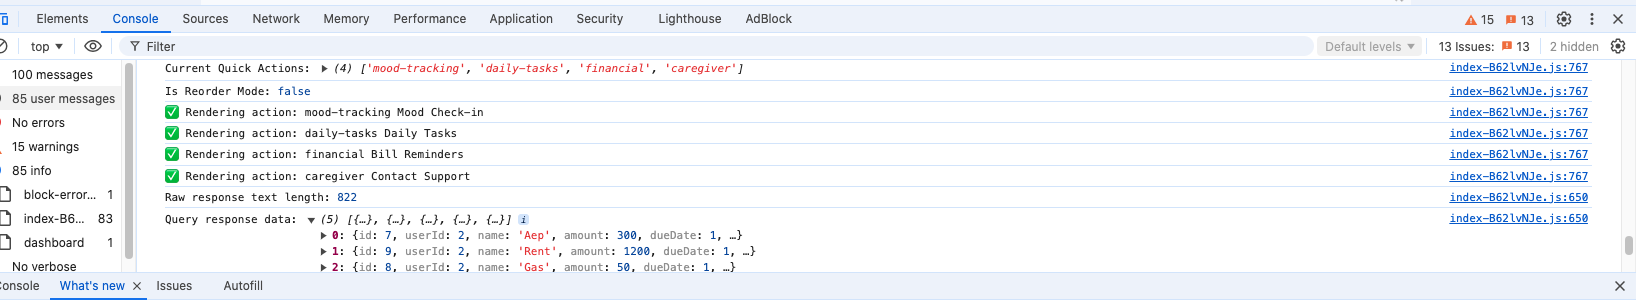 Elements Console Sources Network Memory Performance Application Security Lighthouse AdBlock 15 13
top Filter Default levels 13 Issues: 13 2 hidden
100 messages
85 user messages
No errors
15 warnings
85 info
block-error... 1
index-B6... 83
dashboard 1
No verbose
Current Quick Actions: (4) ['mood-tracking', 'daily-tasks', 'financial', 'caregiver'] index-B62lvNJe.js:767
Is Reorder Mode: false index-B62lvNJe.js:767
✅ Rendering action: mood-tracking Mood Check-in index-B62lvNJe.js:767
✅ Rendering action: daily-tasks Daily Tasks index-B62lvNJe.js:767
✅ Rendering action: financial Bill Reminders index-B62lvNJe.js:767
✅ Rendering action: caregiver Contact Support index-B62lvNJe.js:767
Raw response text length: 822 index-B62lvNJe.js:650
Query response data: (5) [{…}, {…}, {…}, {…}, {…}] i index-B62lvNJe.js:650
0: {id: 7, userId: 2, name: 'Aep', amount: 300, dueDate: 1, …}
1: {id: 9, userId: 2, name: 'Rent', amount: 1200, dueDate: 1, …}
2: {id: 8, userId: 2, name: 'Gas', amount: 50, dueDate: 1, …}
onsole What's new Issues Autofill